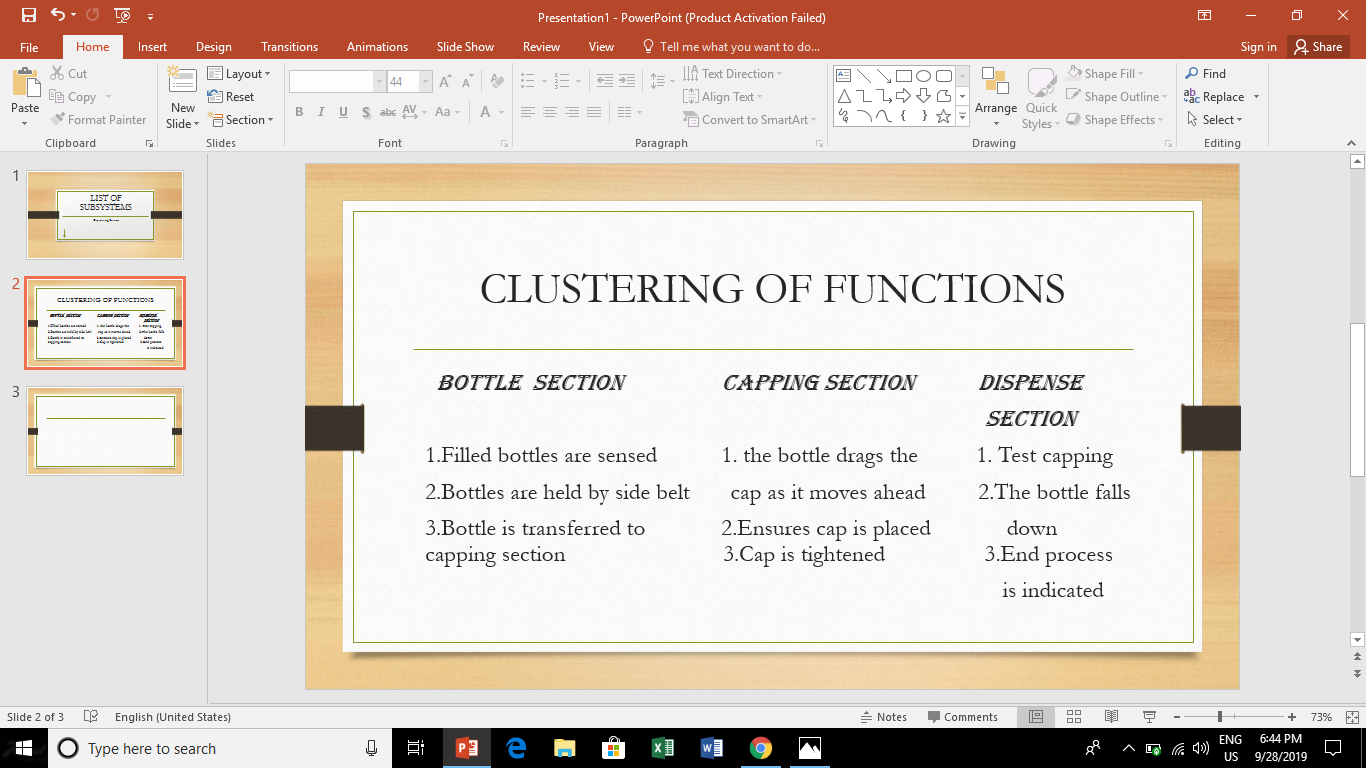 Presentation1 - PowerPoint (Product Activation Failed)
File Home Insert Design Transitions Animations Slide Show Review View Tell me what you want to do... Sign in Share
Paste
Cut
Copy
Format Painter
Clipboard
New Slide
Layout
Reset
Section
Slides
44
B I U S abc AV Aa A
Font
Text Direction
Align Text
Convert to SmartArt
Paragraph
Arrange
Quick Styles
Shape Fill
Shape Outline
Shape Effects
Drawing
Find
Replace
Select
Editing
1
LIST OF
SUBSYSTEMS
2
CLUSTERING OF FUNCTIONS
3
CLUSTERING OF FUNCTIONS
BOTTLE SECTION
1.Filled bottles are sensed
2.Bottles are held by side belt
3.Bottle is transferred to
capping section
CAPPING SECTION
1. the bottle drags the
cap as it moves ahead
2.Ensures cap is placed
3.Cap is tightened
DISPENSE
SECTION
1. Test capping
2.The bottle falls
down
3.End process
is indicated
Slide 2 of 3 English (United States) Notes Comments 73%
Type here to search
ENG
US
6:44 PM
9/28/2019